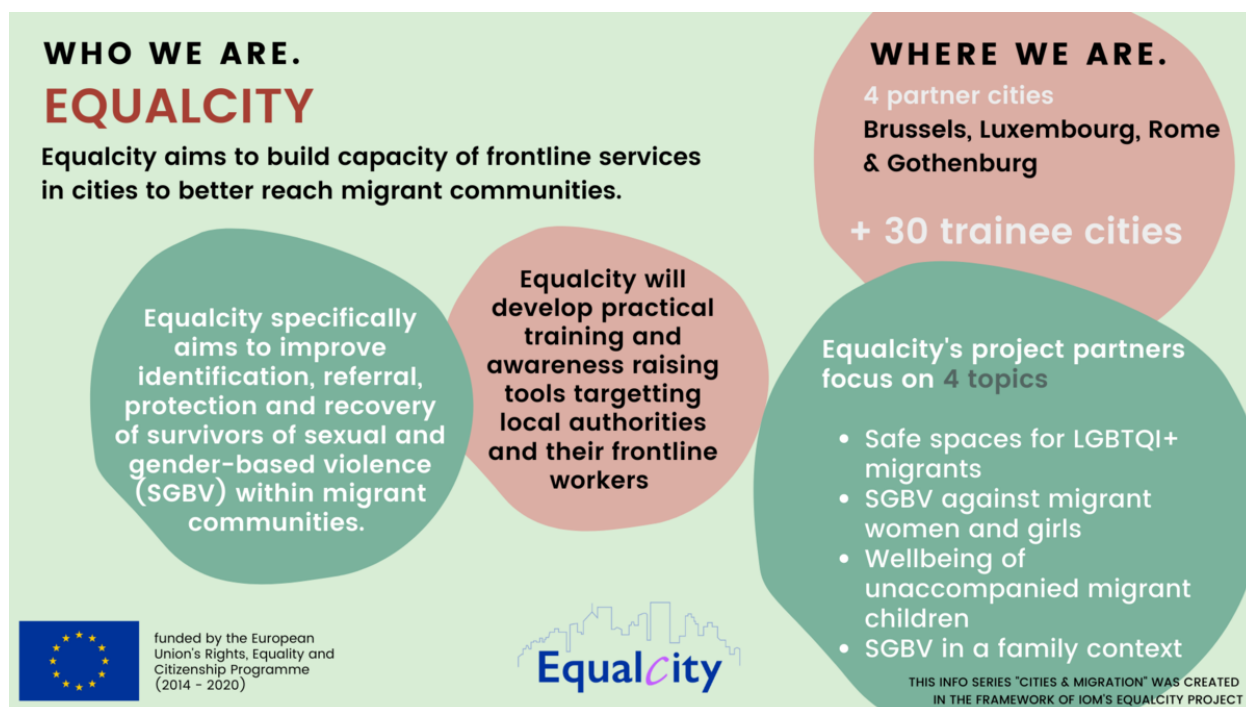 WHO WE ARE.
EQUALCITY
Equalcity aims to build capacity of frontline services
in cities to better reach migrant communities.
Equalcity specifically
aims to improve
identification, referral,
protection and recovery
of survivors of sexual and
gender-based violence
(SGBV) within migrant
communities.
Equalcity will
develop practical
training and
awareness raising
tools targetting
local authorities
and their frontline
workers
WHERE WE ARE.
4 partner cities
Brussels, Luxembourg, Rome
& Gothenburg
+ 30 trainee cities
Equalcity's project partners
focus on 4 topics
• Safe spaces for LGBTQI+
migrants
• SGBV against migrant
women and girls
• Wellbeing of
unaccompanied migrant
children
• SGBV in a family context
funded by the European
Union's Rights, Equality and
Citizenship Programme
(2014 - 2020)
Equalcity
THIS INFO SERIES "CITIES & MIGRATION" WAS CREATED
IN THE FRAMEWORK OF IOM'S EQUALCITY PROJECT